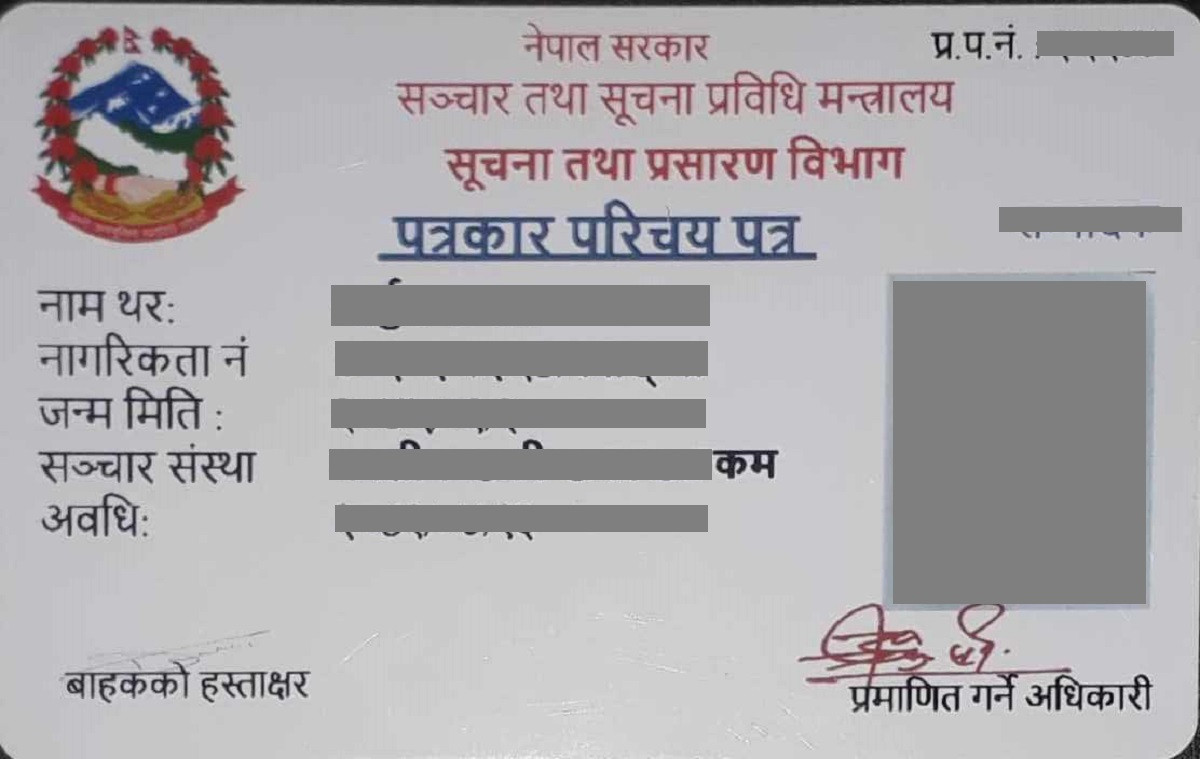 नेपाल सरकार
प्र.प.नं. :
सञ्चार तथा सूचना प्रविधि मन्त्रालय
सूचना तथा प्रसारण विभाग
पत्रकार परिचय पत्र
नाम थर:
नागरिकता नं
जन्म मिति :
सञ्चार संस्था कम
अवधि:
बाहकको हस्ताक्षर
प्रमाणित गर्ने अधिकारी